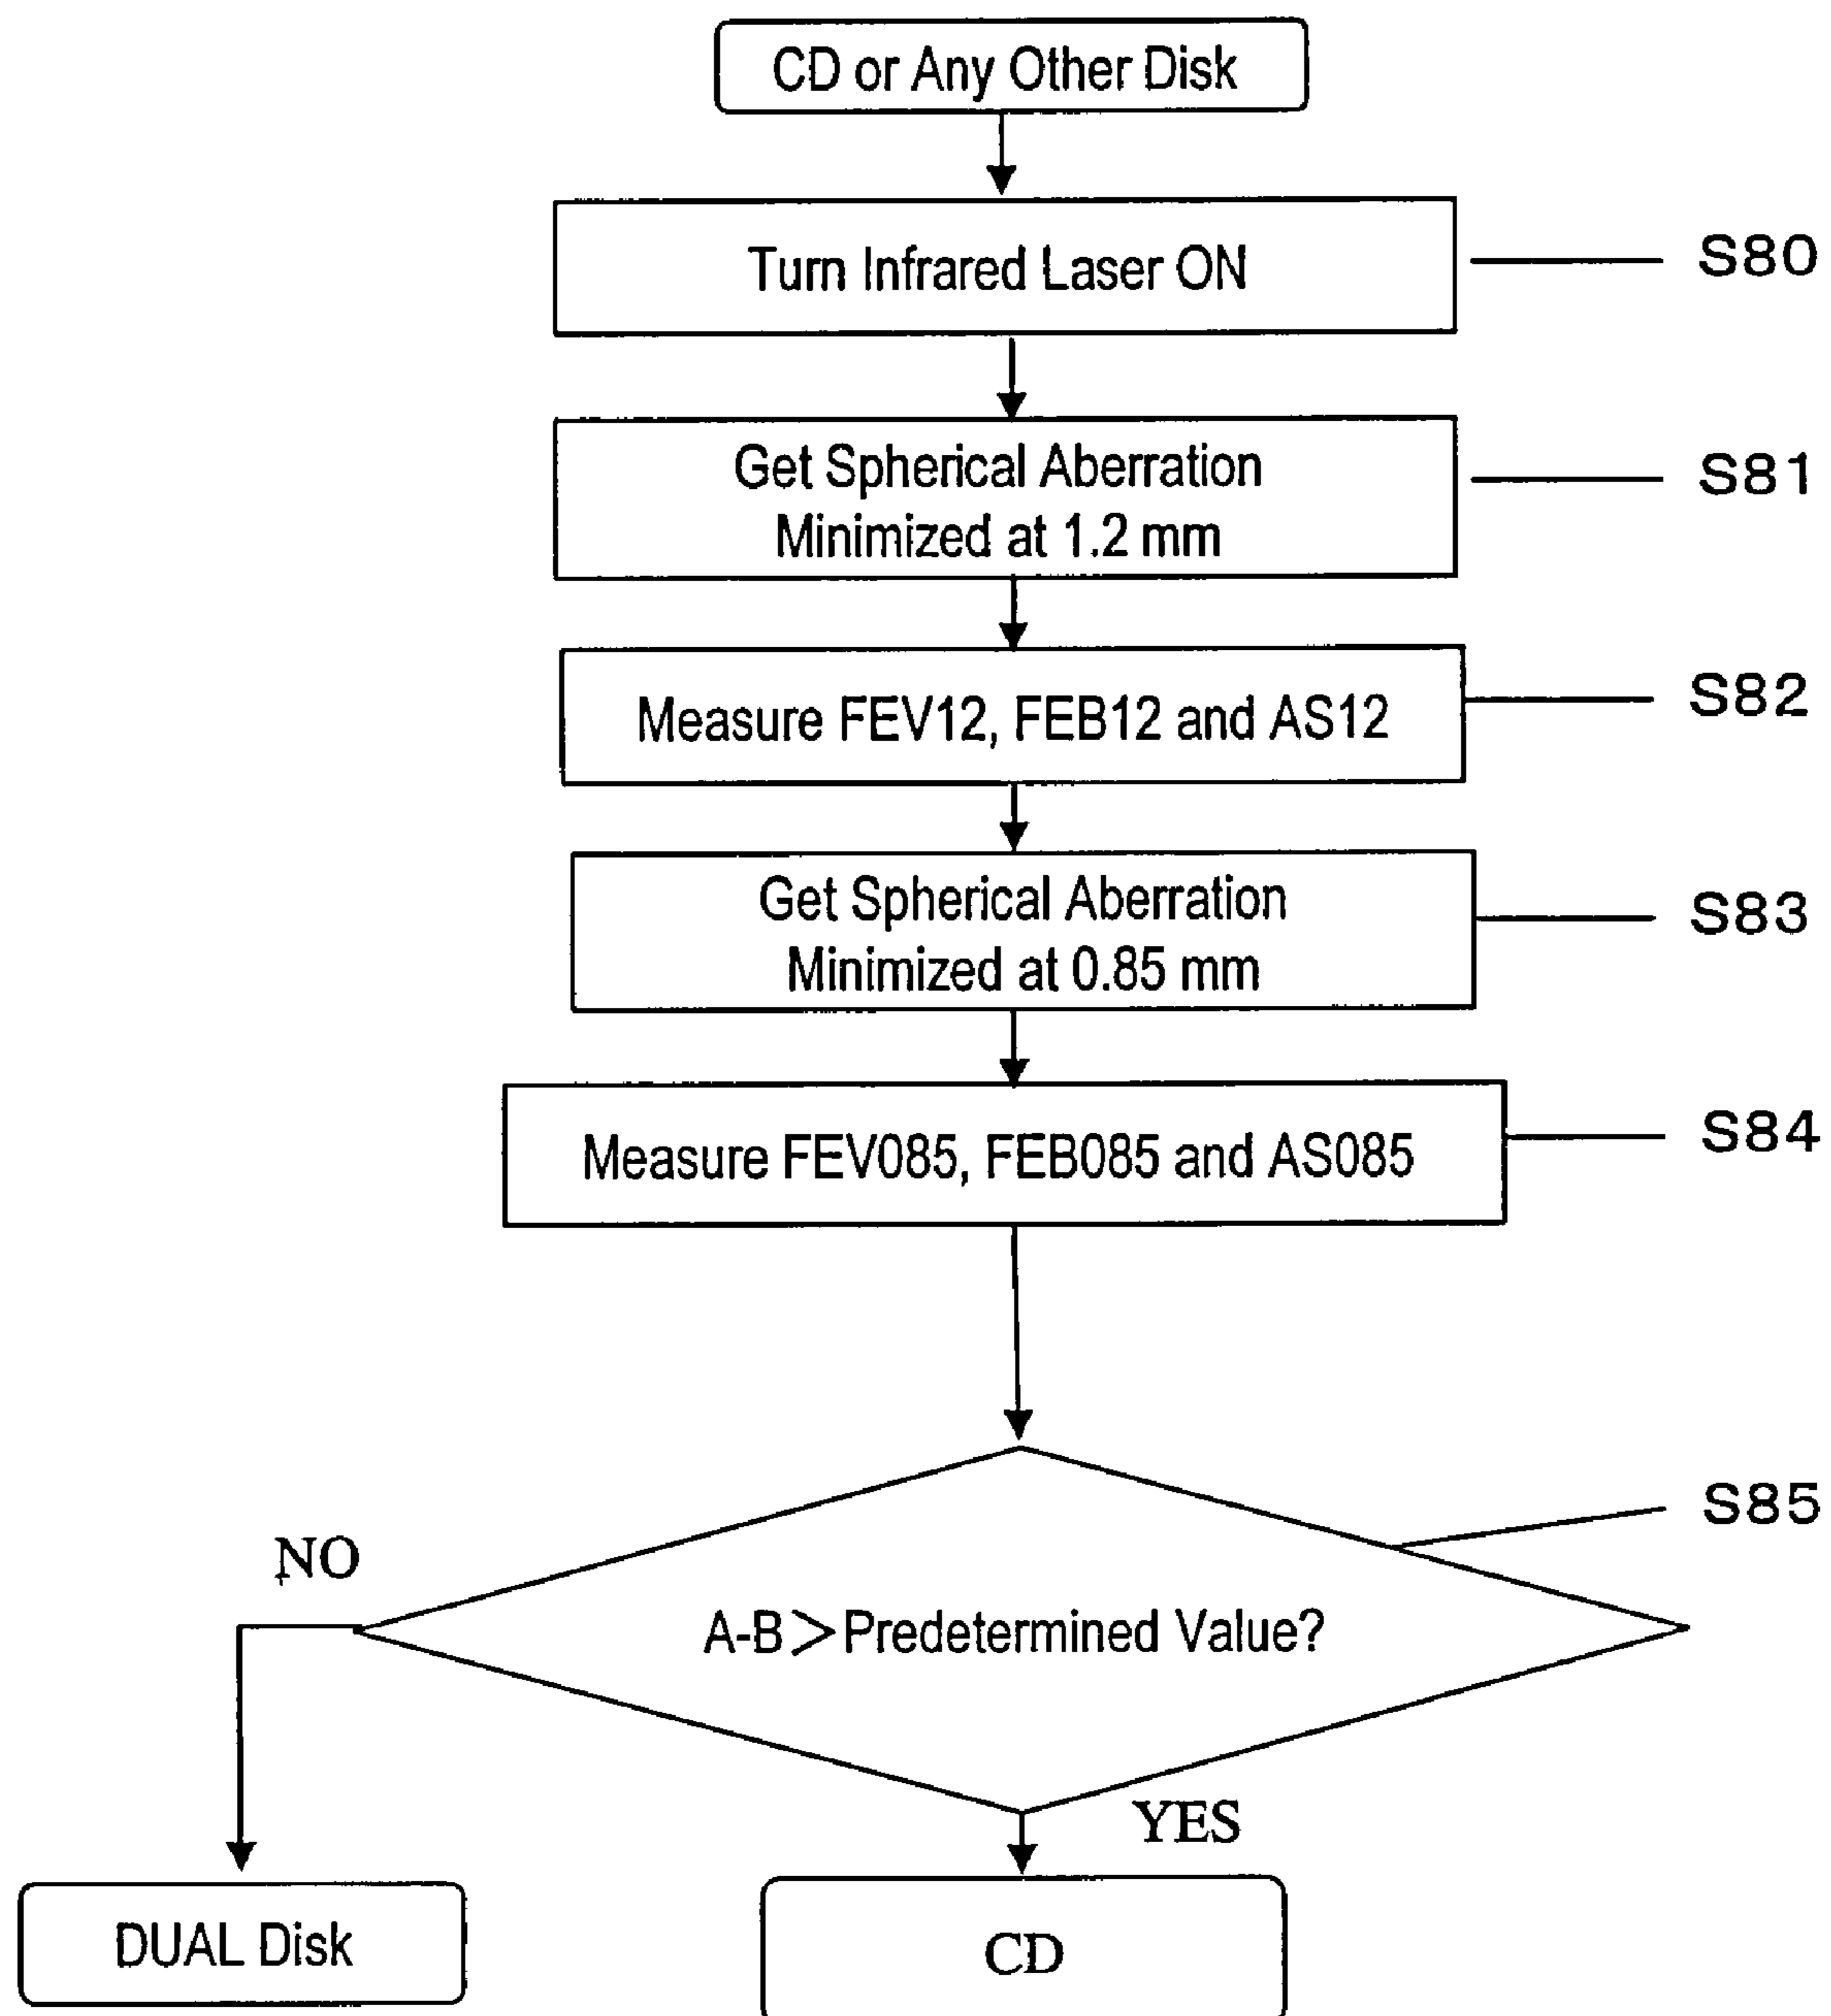 CD or Any Other Disk
Turn Infrared Laser ON
S80
Get Spherical Aberration
Minimized at 1.2 mm
S81
Measure FEV12, FEB12 and AS12
S82
Get Spherical Aberration
Minimized at 0.85 mm
S83
Measure FEV085, FEB085 and AS085
S84
S85
NO
A-B＞Predetermined Value?
YES
DUAL Disk
CD